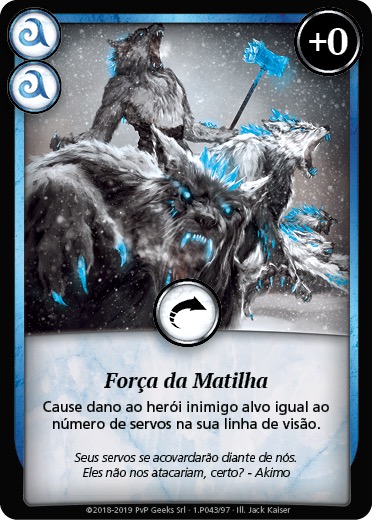 +0
Força da Matilha
Cause dano ao herói inimigo alvo igual ao
número de servos na sua linha de visão.
Seus servos se acovardarão diante de nós.
Eles não nos atacariam, certo? - Akimo
©2018-2019 PvP Geeks Srl · 1.P043/97 · Ill. Jack Kaiser